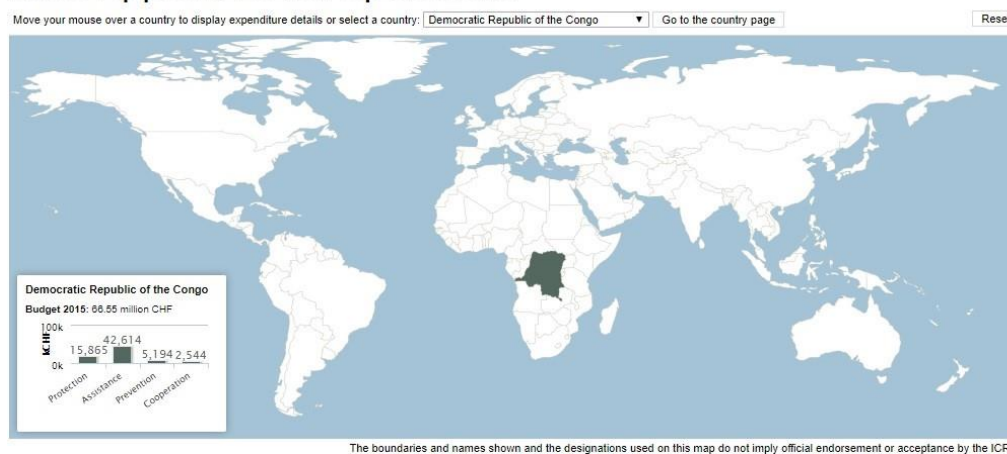 Move your mouse over a country to display expenditure details or select a country: Democratic Republic of the Congo ▼ Go to the country page Rese
Democratic Republic of the Congo
Budget 2015: 66.55 million CHF
100k
kCHF
15,865 42,614 5,194 2,544
0k
Protection Assistance Prevention Cooperation
The boundaries and names shown and the designations used on this map do not imply official endorsement or acceptance by the ICR